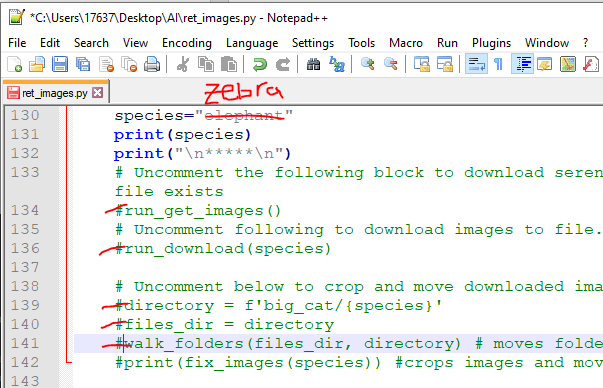 *C:\Users\17637\Desktop\AI\ret_images.py - Notepad++
File Edit Search View Encoding Language Settings Tools Macro Run Plugins Window ?
ret_images.py
zebra
130 species="elephant"
131 print(species)
132 print("\n*****\n")
133 # Uncomment the following block to download seren
file exists
134 #run_get_images()
135 # Uncomment following to download images to file.
136 #run_download(species)
137
138 # Uncomment below to crop and move downloaded ima
139 #directory = f'big_cat/{species}'
140 #files_dir = directory
141 #walk_folders(files_dir, directory) # moves folde
142 #print(fix_images(species)) #crops images and mov
143